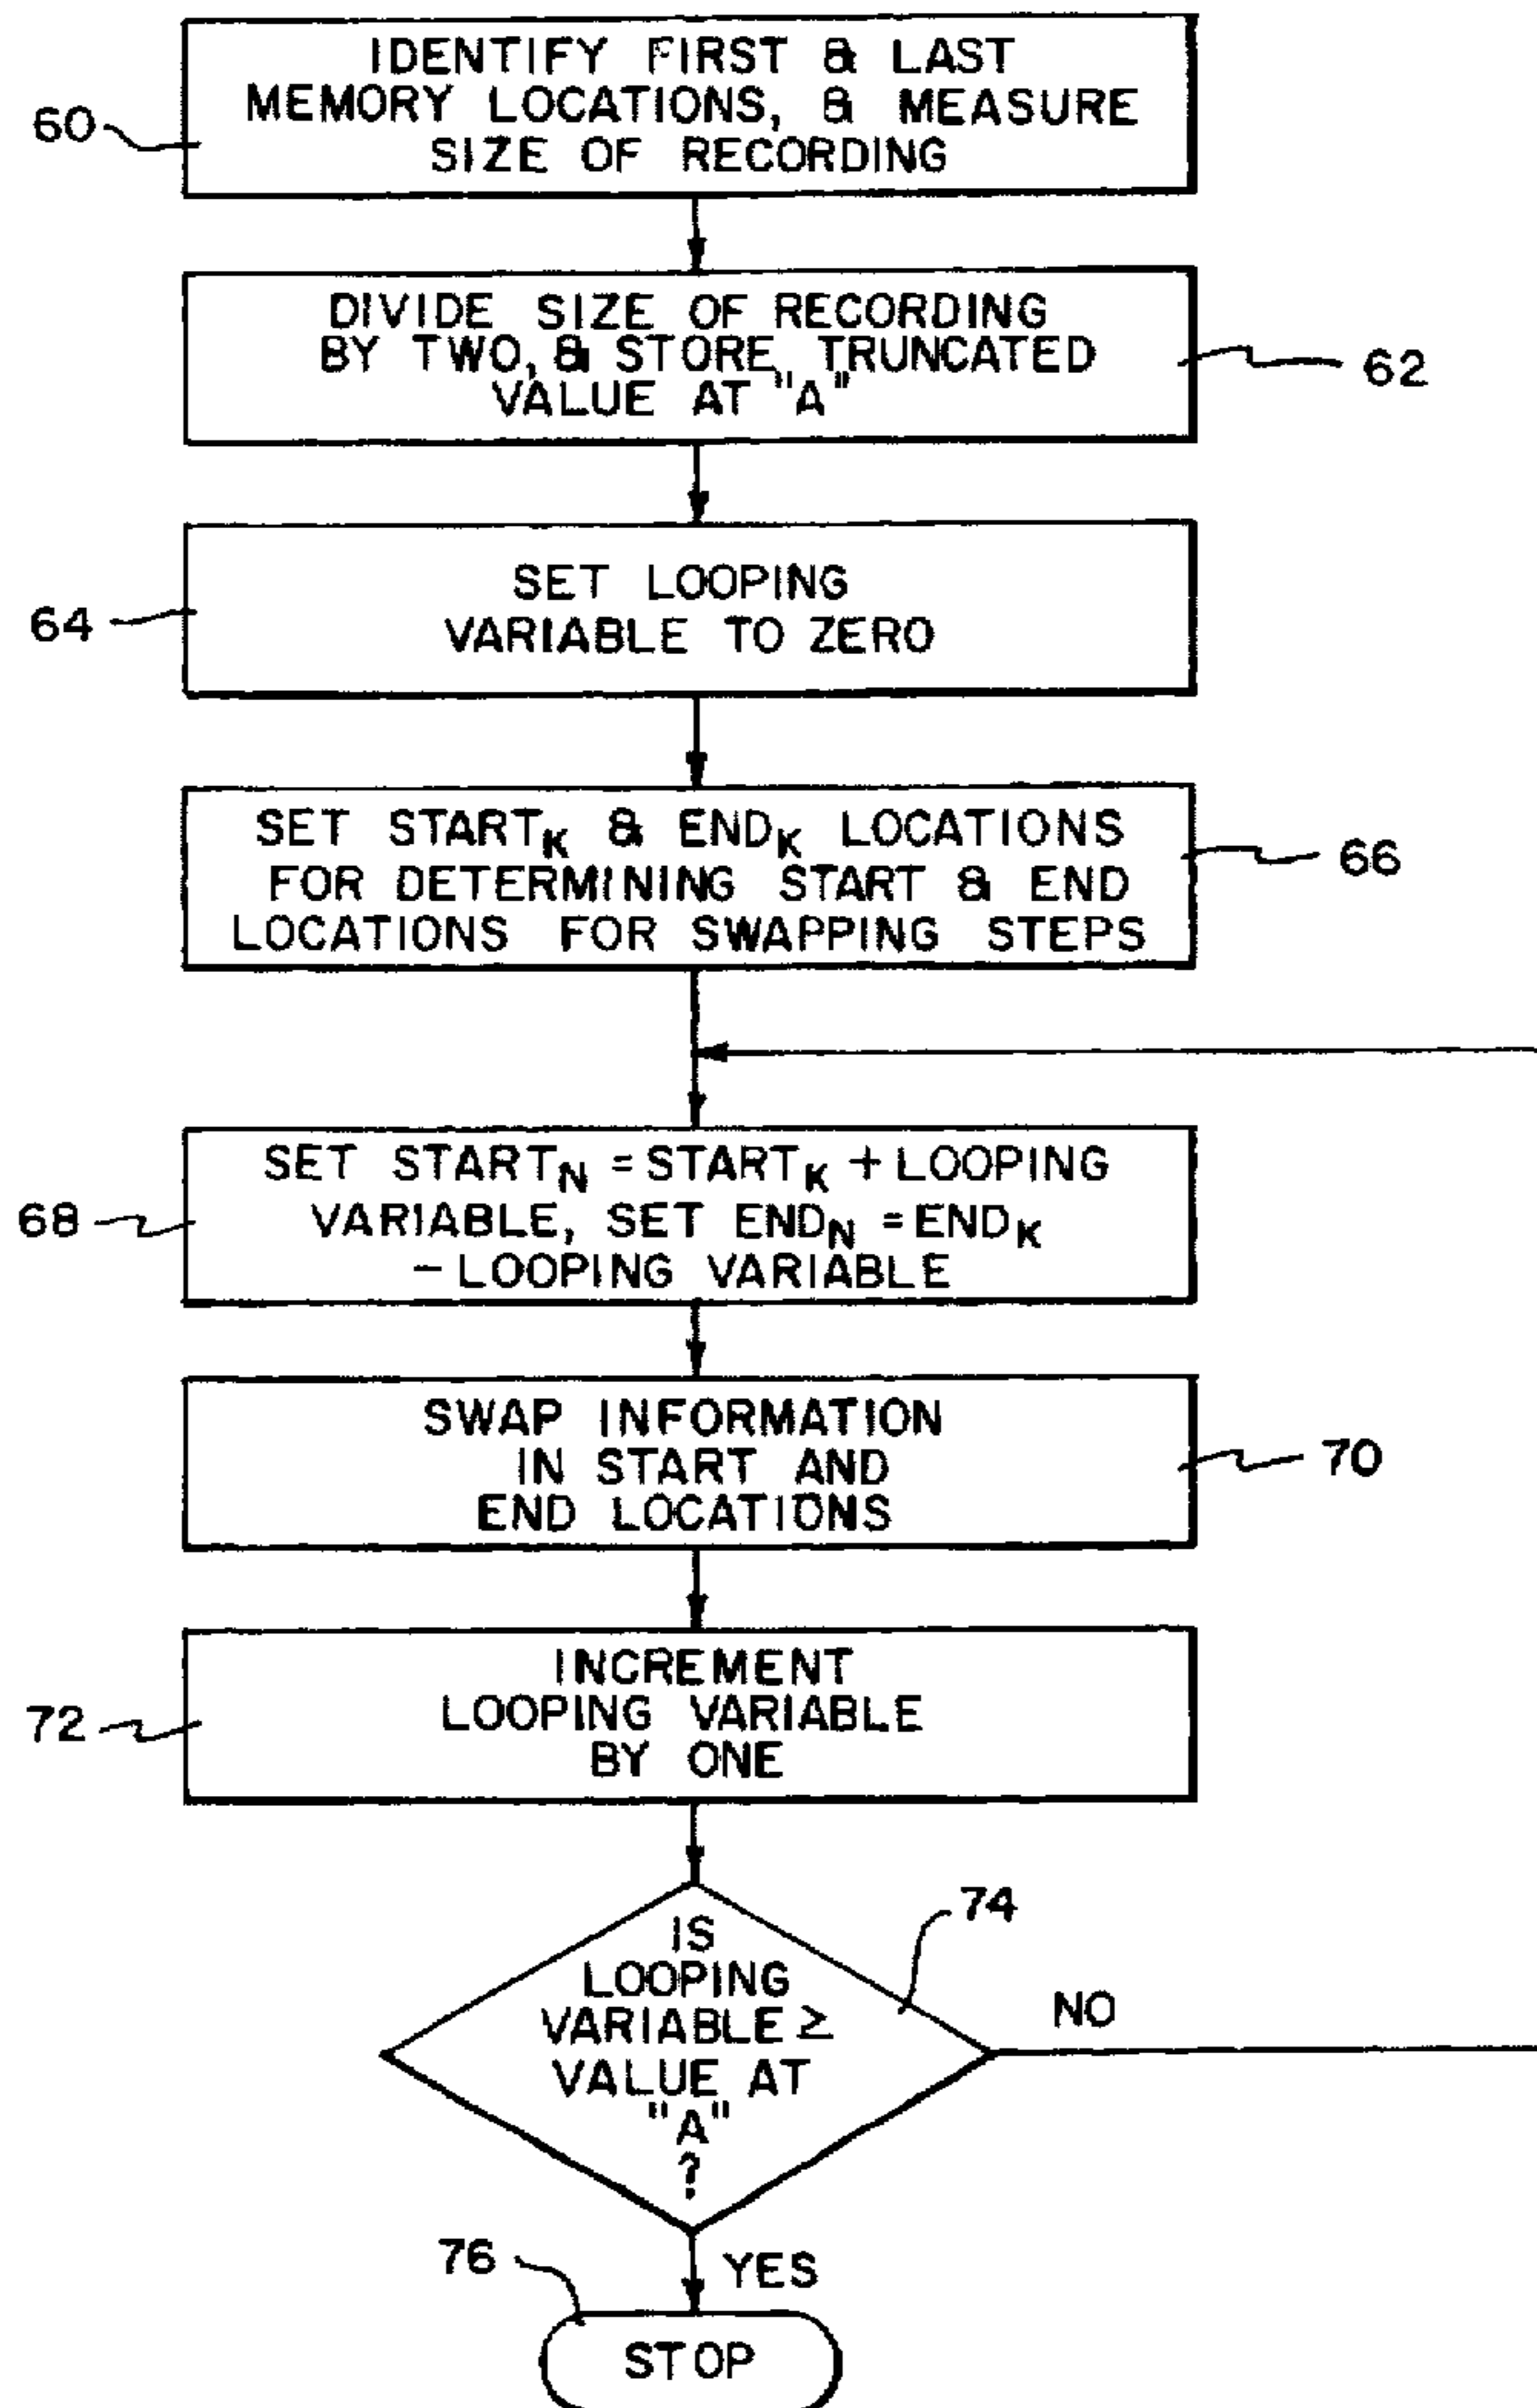 IDENTIFY FIRST & LAST
MEMORY LOCATIONS, & MEASURE
SIZE OF RECORDING
60
DIVIDE SIZE OF RECORDING
BY TWO, & STORE TRUNCATED
VALUE AT "A"
62
SET LOOPING
VARIABLE TO ZERO
64
SET STARTK & ENDK LOCATIONS
FOR DETERMINING START & END
LOCATIONS FOR SWAPPING STEPS
66
SET STARTN = STARTK + LOOPING
VARIABLE, SET ENDN = ENDK
- LOOPING VARIABLE
68
SWAP INFORMATION
IN START AND
END LOCATIONS
70
INCREMENT
LOOPING VARIABLE
BY ONE
72
IS
LOOPING
VARIABLE ≥
VALUE AT
"A"
?
74
NO
YES
76
STOP